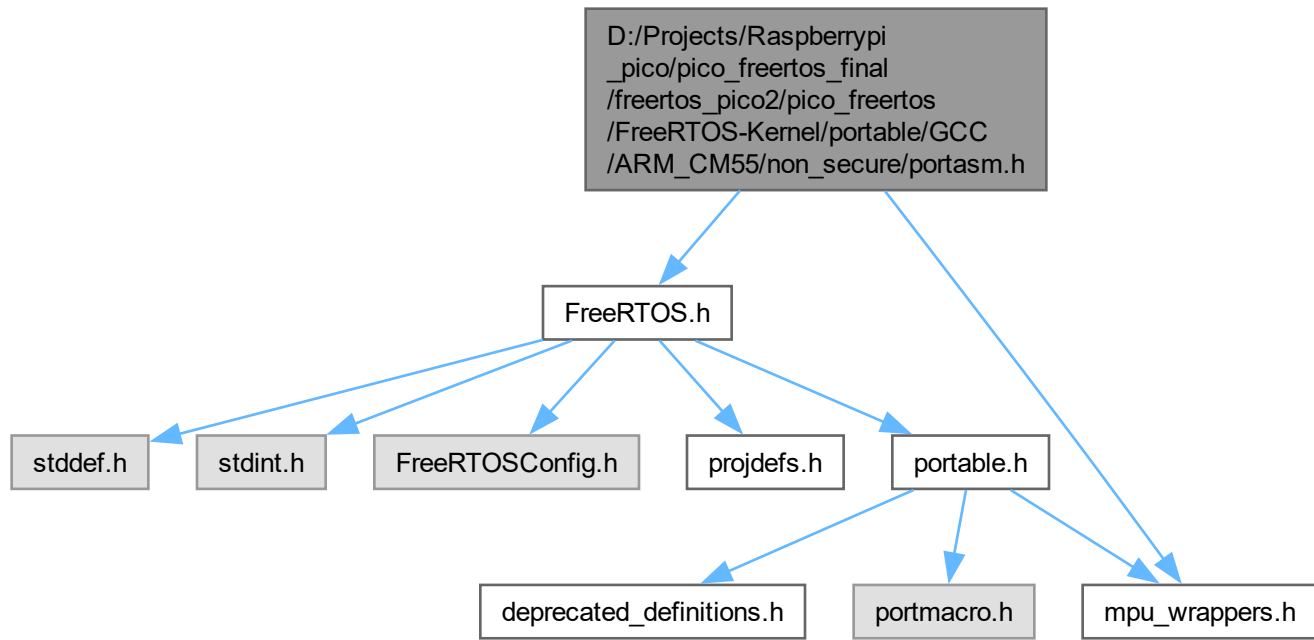 D:/Projects/Raspberrypi
_pico/pico_freertos_final
/freertos_pico2/pico_freertos
/FreeRTOS-Kernel/portable/GCC
/ARM_CM55/non_secure/portasm.h
FreeRTOS.h
stddef.h
stdint.h
FreeRTOSConfig.h
projdefs.h
portable.h
deprecated_definitions.h
portmacro.h
mpu_wrappers.h